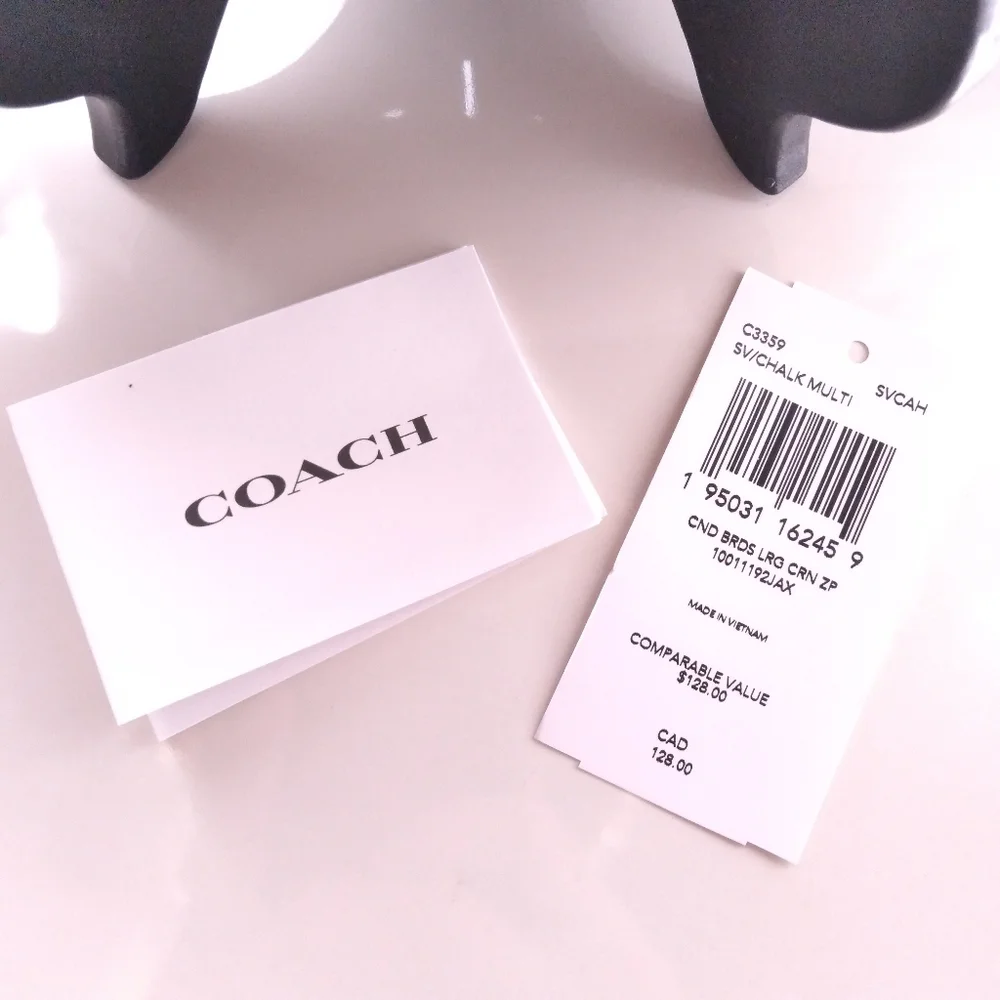 COACH
C3359
SV/CHALK MULTI SVCAH
1 95031 16245 9
CND BRDS LRG CRN ZP
10011192JAX
MADE IN VIETNAM
COMPARABLE VALUE
$128.00
CAD
128.00